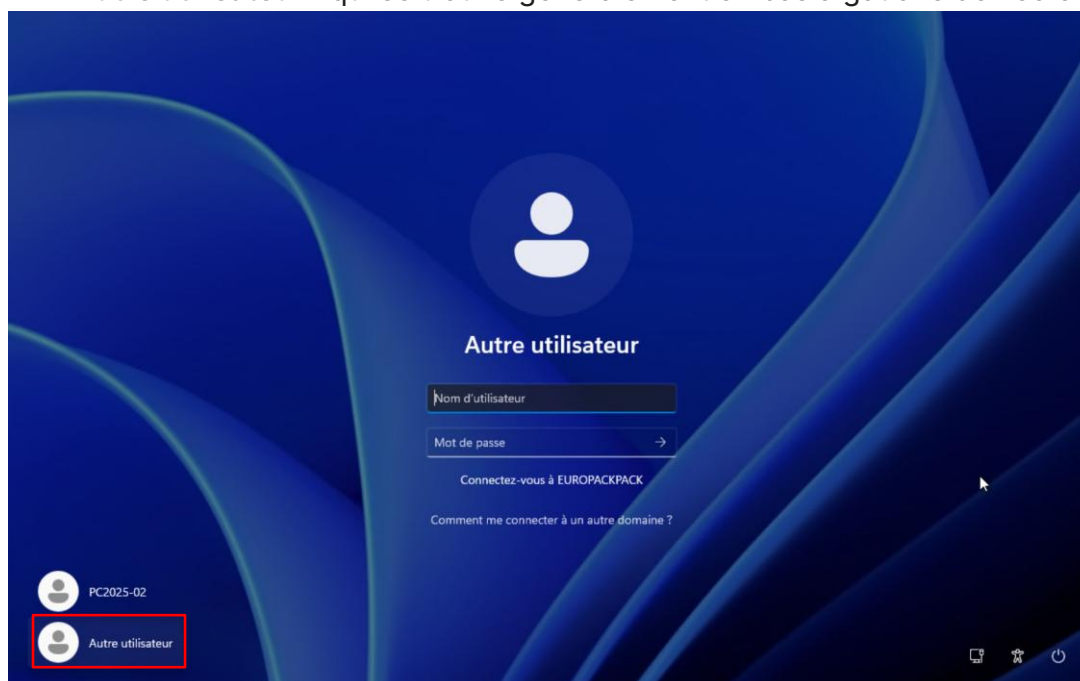 Autre utilisateur
Nom d'utilisateur
Mot de passe
Connectez-vous à EUROPACKPACK
Comment me connecter à un autre domaine ?
PC2025-02
Autre utilisateur